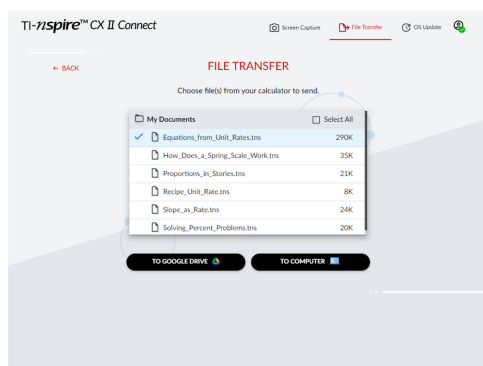 TI-nspire™ CX II Connect
Screen Capture
File Transfer
OS Update
← BACK
FILE TRANSFER
Choose file(s) from your calculator to send.
My Documents
Select All
Equations_from_Unit_Rates.tns 290K
How_Does_a_Spring_Scale_Work.tns 35K
Proportions_in_Stories.tns 21K
Recipe_Unit_Rate.tns 8K
Slope_as_Rate.tns 24K
Solving_Percent_Problems.tns 20K
TO GOOGLE DRIVE
TO COMPUTER